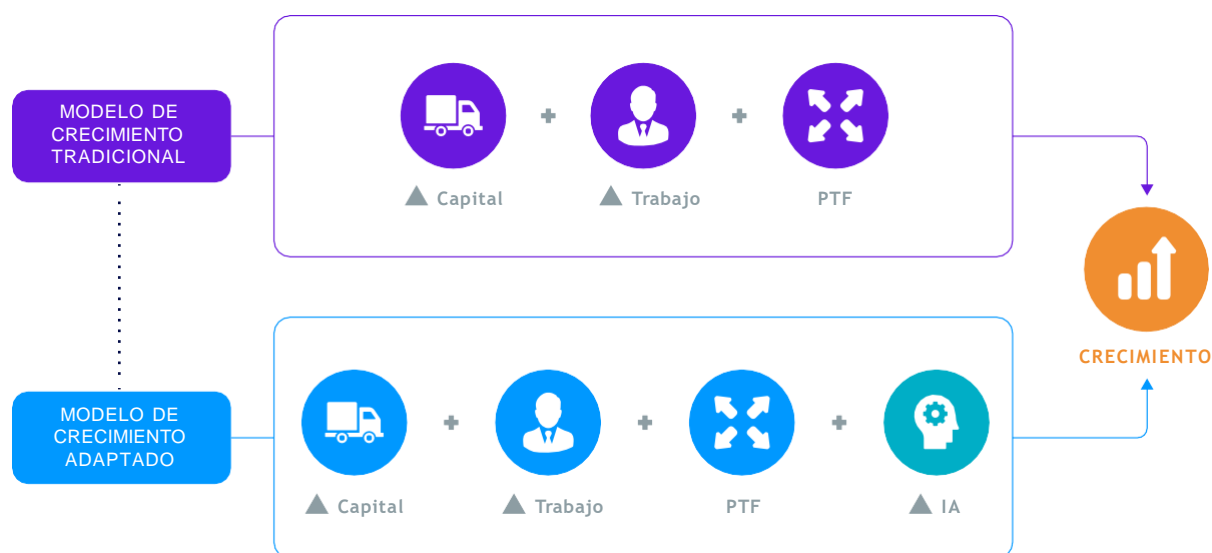 MODELO DE
CRECIMIENTO
TRADICIONAL
Capital
Trabajo
PTF
CRECIMIENTO
MODELO DE
CRECIMIENTO
ADAPTADO
Capital
Trabajo
PTF
IA